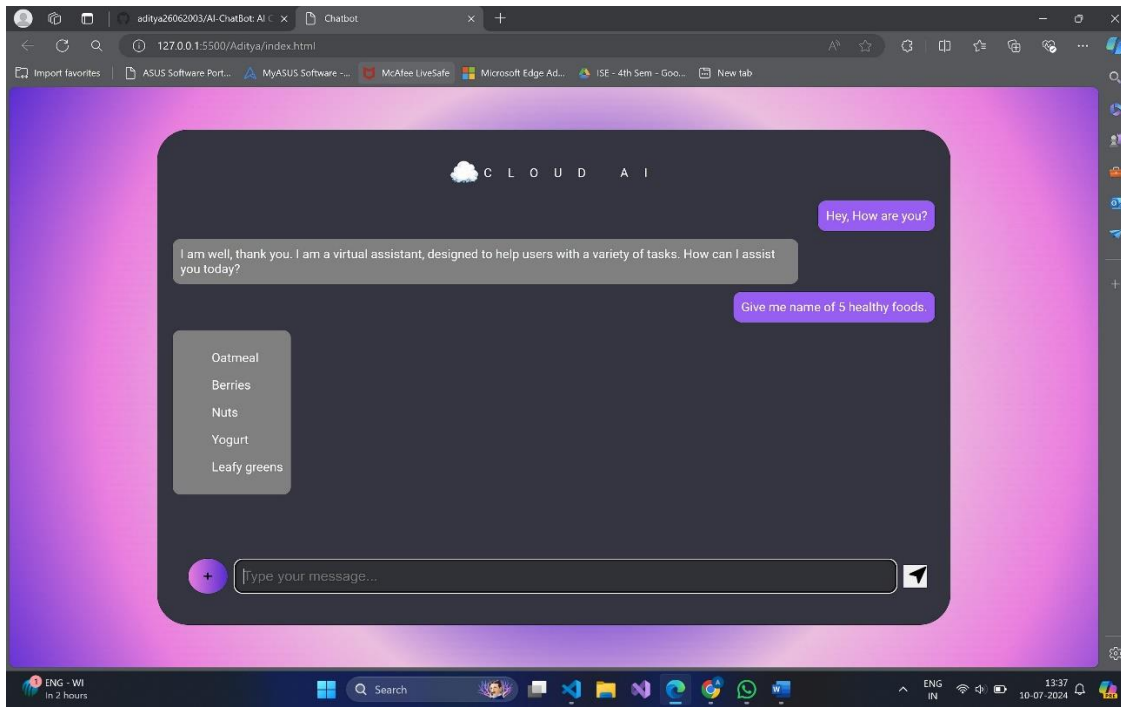 aditya26062003/AI-ChatBot: AI C
Chatbot
127.0.0.1:5500/Aditya/index.html
Import favorites
ASUS Software Port...
MyASUS Software -...
McAfee LiveSafe
Microsoft Edge Ad...
ISE - 4th Sem - Goo...
New tab
CLOUD AI
Hey, How are you?
I am well, thank you. I am a virtual assistant, designed to help users with a variety of tasks. How can I assist
you today?
Give me name of 5 healthy foods.
Oatmeal
Berries
Nuts
Yogurt
Leafy greens
+
Type your message...
1
ENG - WI
In 2 hours
Search
ENG
IN
13:37
10-07-2024